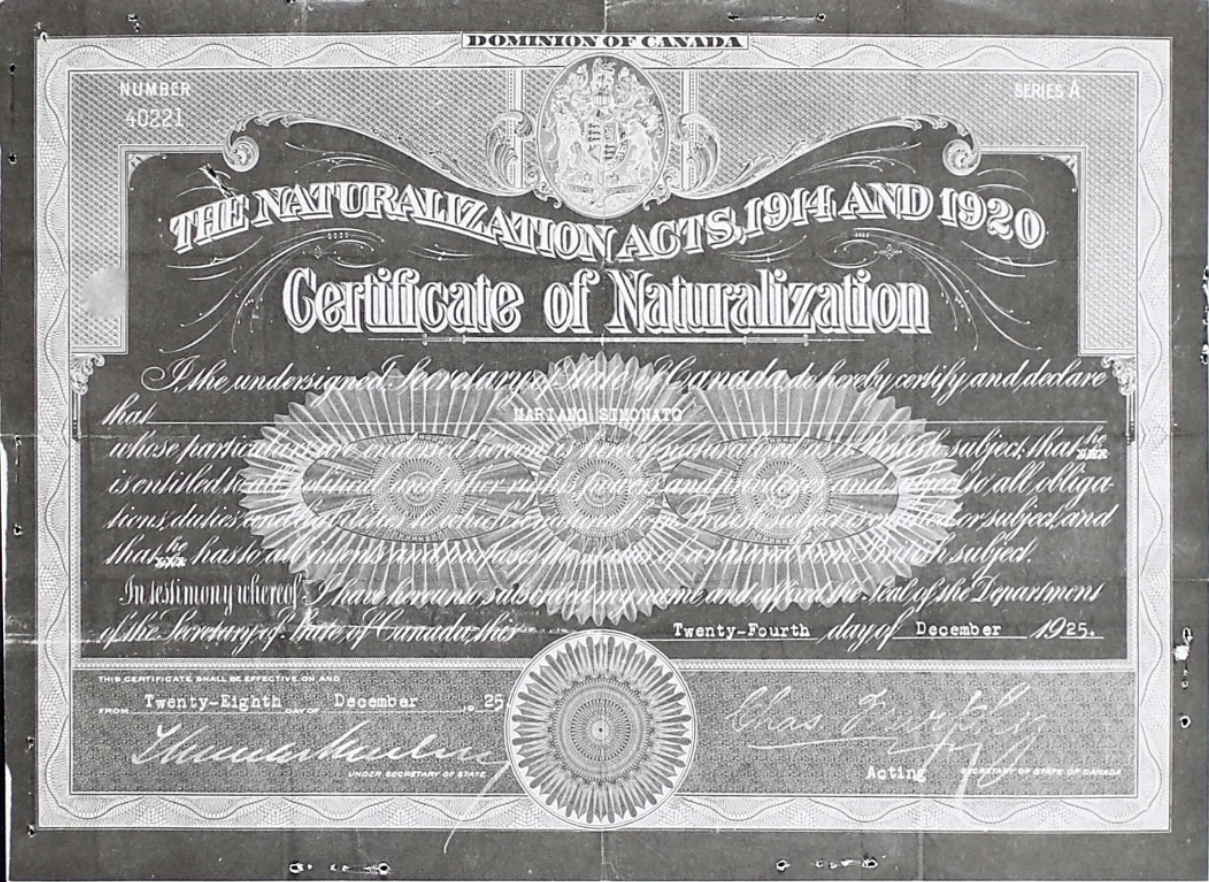 DOMINION OF CANADA
NUMBER
40221
SERIES A
THE NATURALIZATION ACTS, 1914 AND 1920
Certificate of Naturalization
I, the undersigned, Secretary of State of Canada, do hereby certify and declare
that MARIANO SIMONATO
whose particulars are endorsed hereon is hereby naturalized as a British subject, that he
is entitled to all political and other rights, powers and privileges and subject to all obliga-
tions, duties and liabilities to which a natural born British subject is entitled or subject, and
that he has to all intents and purposes the status of a natural born British subject.
In testimony whereof I have hereunto subscribed my name and affixed the Seal of the Department
of the Secretary of State of Canada this Twenty-Fourth day of December 1925.
THIS CERTIFICATE SHALL BE EFFECTIVE ON AND
FROM Twenty-Eighth DAY OF December 19 25
Chas
UNDER SECRETARY OF STATE
Acting SECRETARY OF STATE OF CANADA